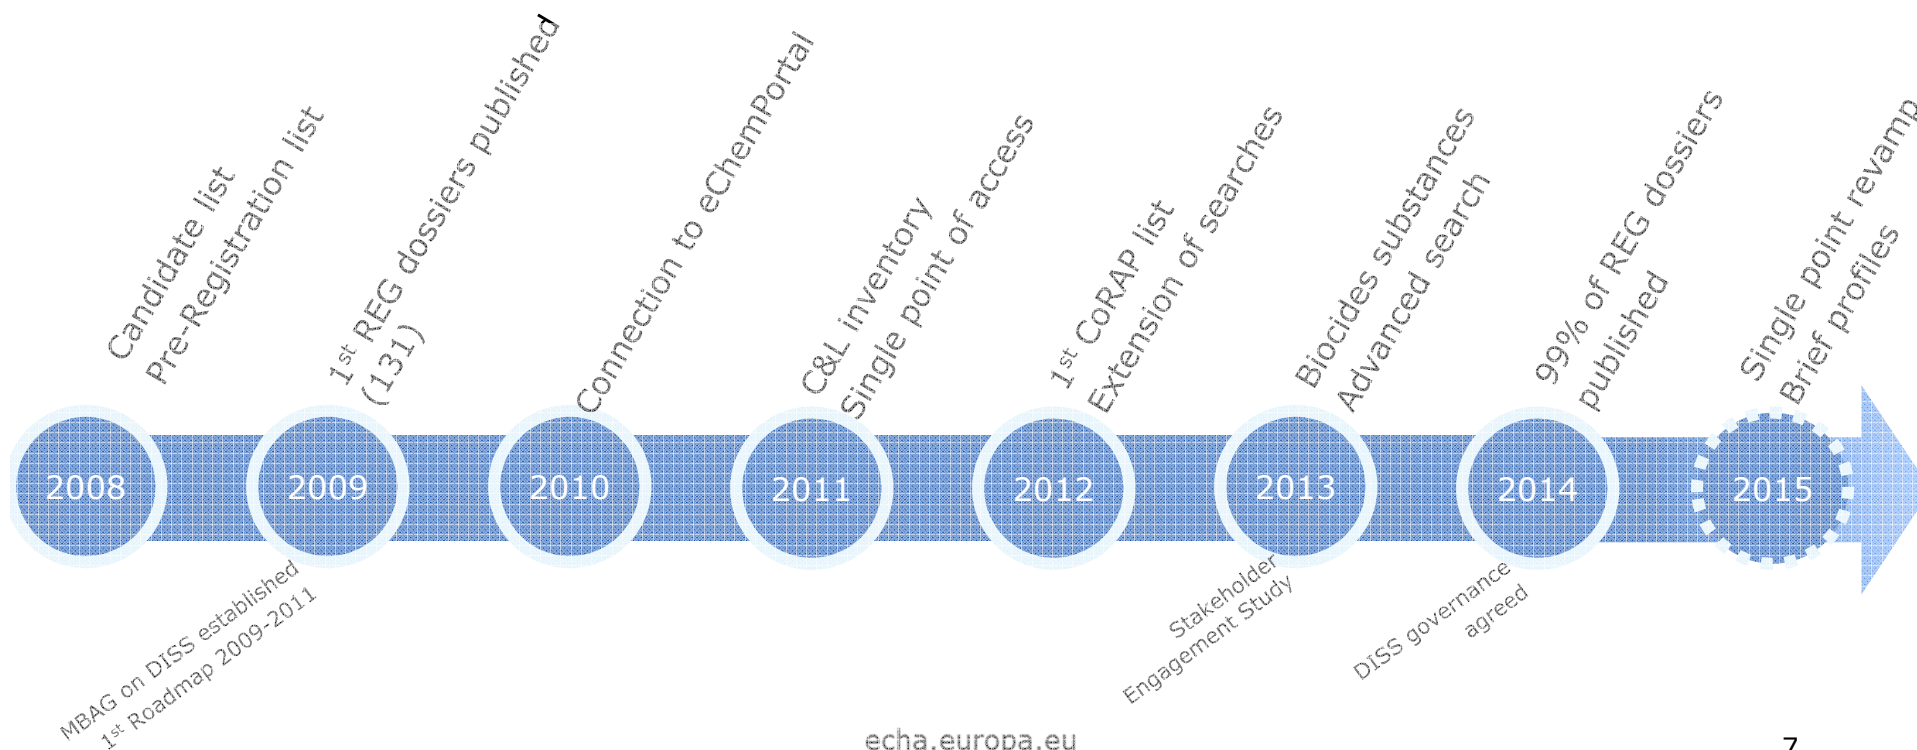 Candidate list
Pre-Registration list
1st REG dossiers published
(131)
Connection to eChemPortal
C&L inventory
Single point of access
1st CoRAP list
Extension of searches
Biocides substances
Advanced search
99% of REG dossiers
published
Single point revamp
Brief profiles
2008
2009
2010
2011
2012
2013
2014
2015
MBAG on DISS established
1st Roadmap 2009-2011
Stakeholder
Engagement Study
DISS governance
agreed
echa.europa.eu
7